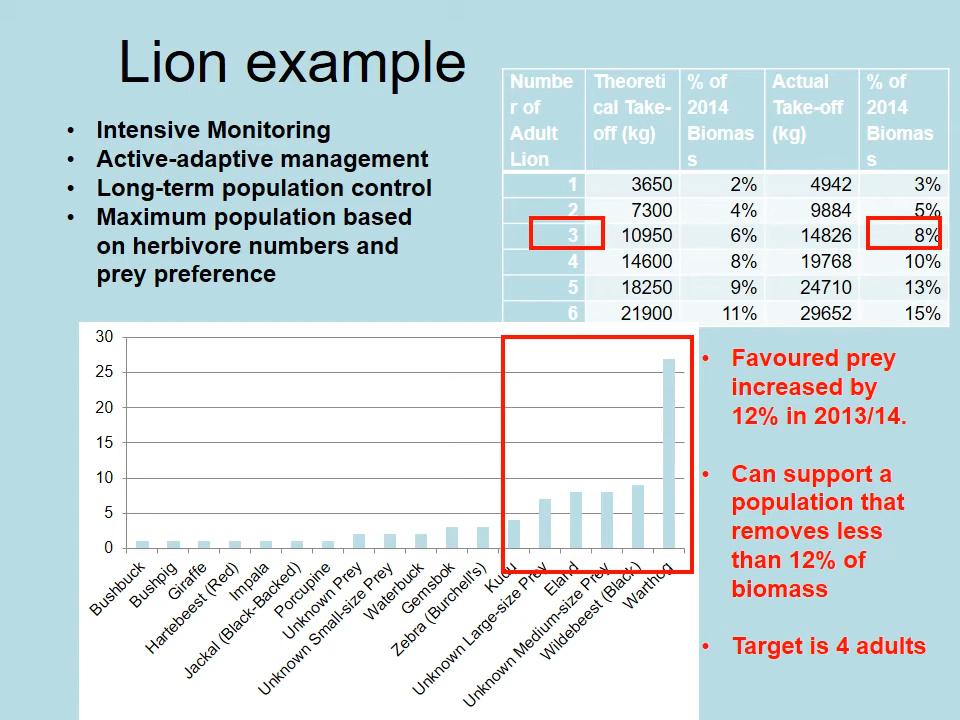 Lion example
• Intensive Monitoring
• Active-adaptive management
• Long-term population control
• Maximum population based
on herbivore numbers and
prey preference
Numbe Theoreti % of Actual % of
r of cal Take- 2014 Take-off 2014
Adult off (kg) Biomas (kg) Biomas
Lion s s
1 3650 2% 4942 3%
2 7300 4% 9884 5%
3 10950 6% 14826 8%
4 14600 8% 19768 10%
5 18250 9% 24710 13%
6 21900 11% 29652 15%
30
25
20
15
10
5
0
Bushbuck
Bushpig
Giraffe
Hartebeest (Red)
Impala
Jackal (Black-Backed)
Porcupine
Unknown Prey
Unknown Small-size Prey
Waterbuck
Gemsbok
Zebra (Burchell's)
Kudu
Unknown Large-size Prey
Eland
Unknown Medium-size Prey
Wildebeest (Black)
Warthog
• Favoured prey
increased by
12% in 2013/14.
• Can support a
population that
removes less
than 12% of
biomass
• Target is 4 adults